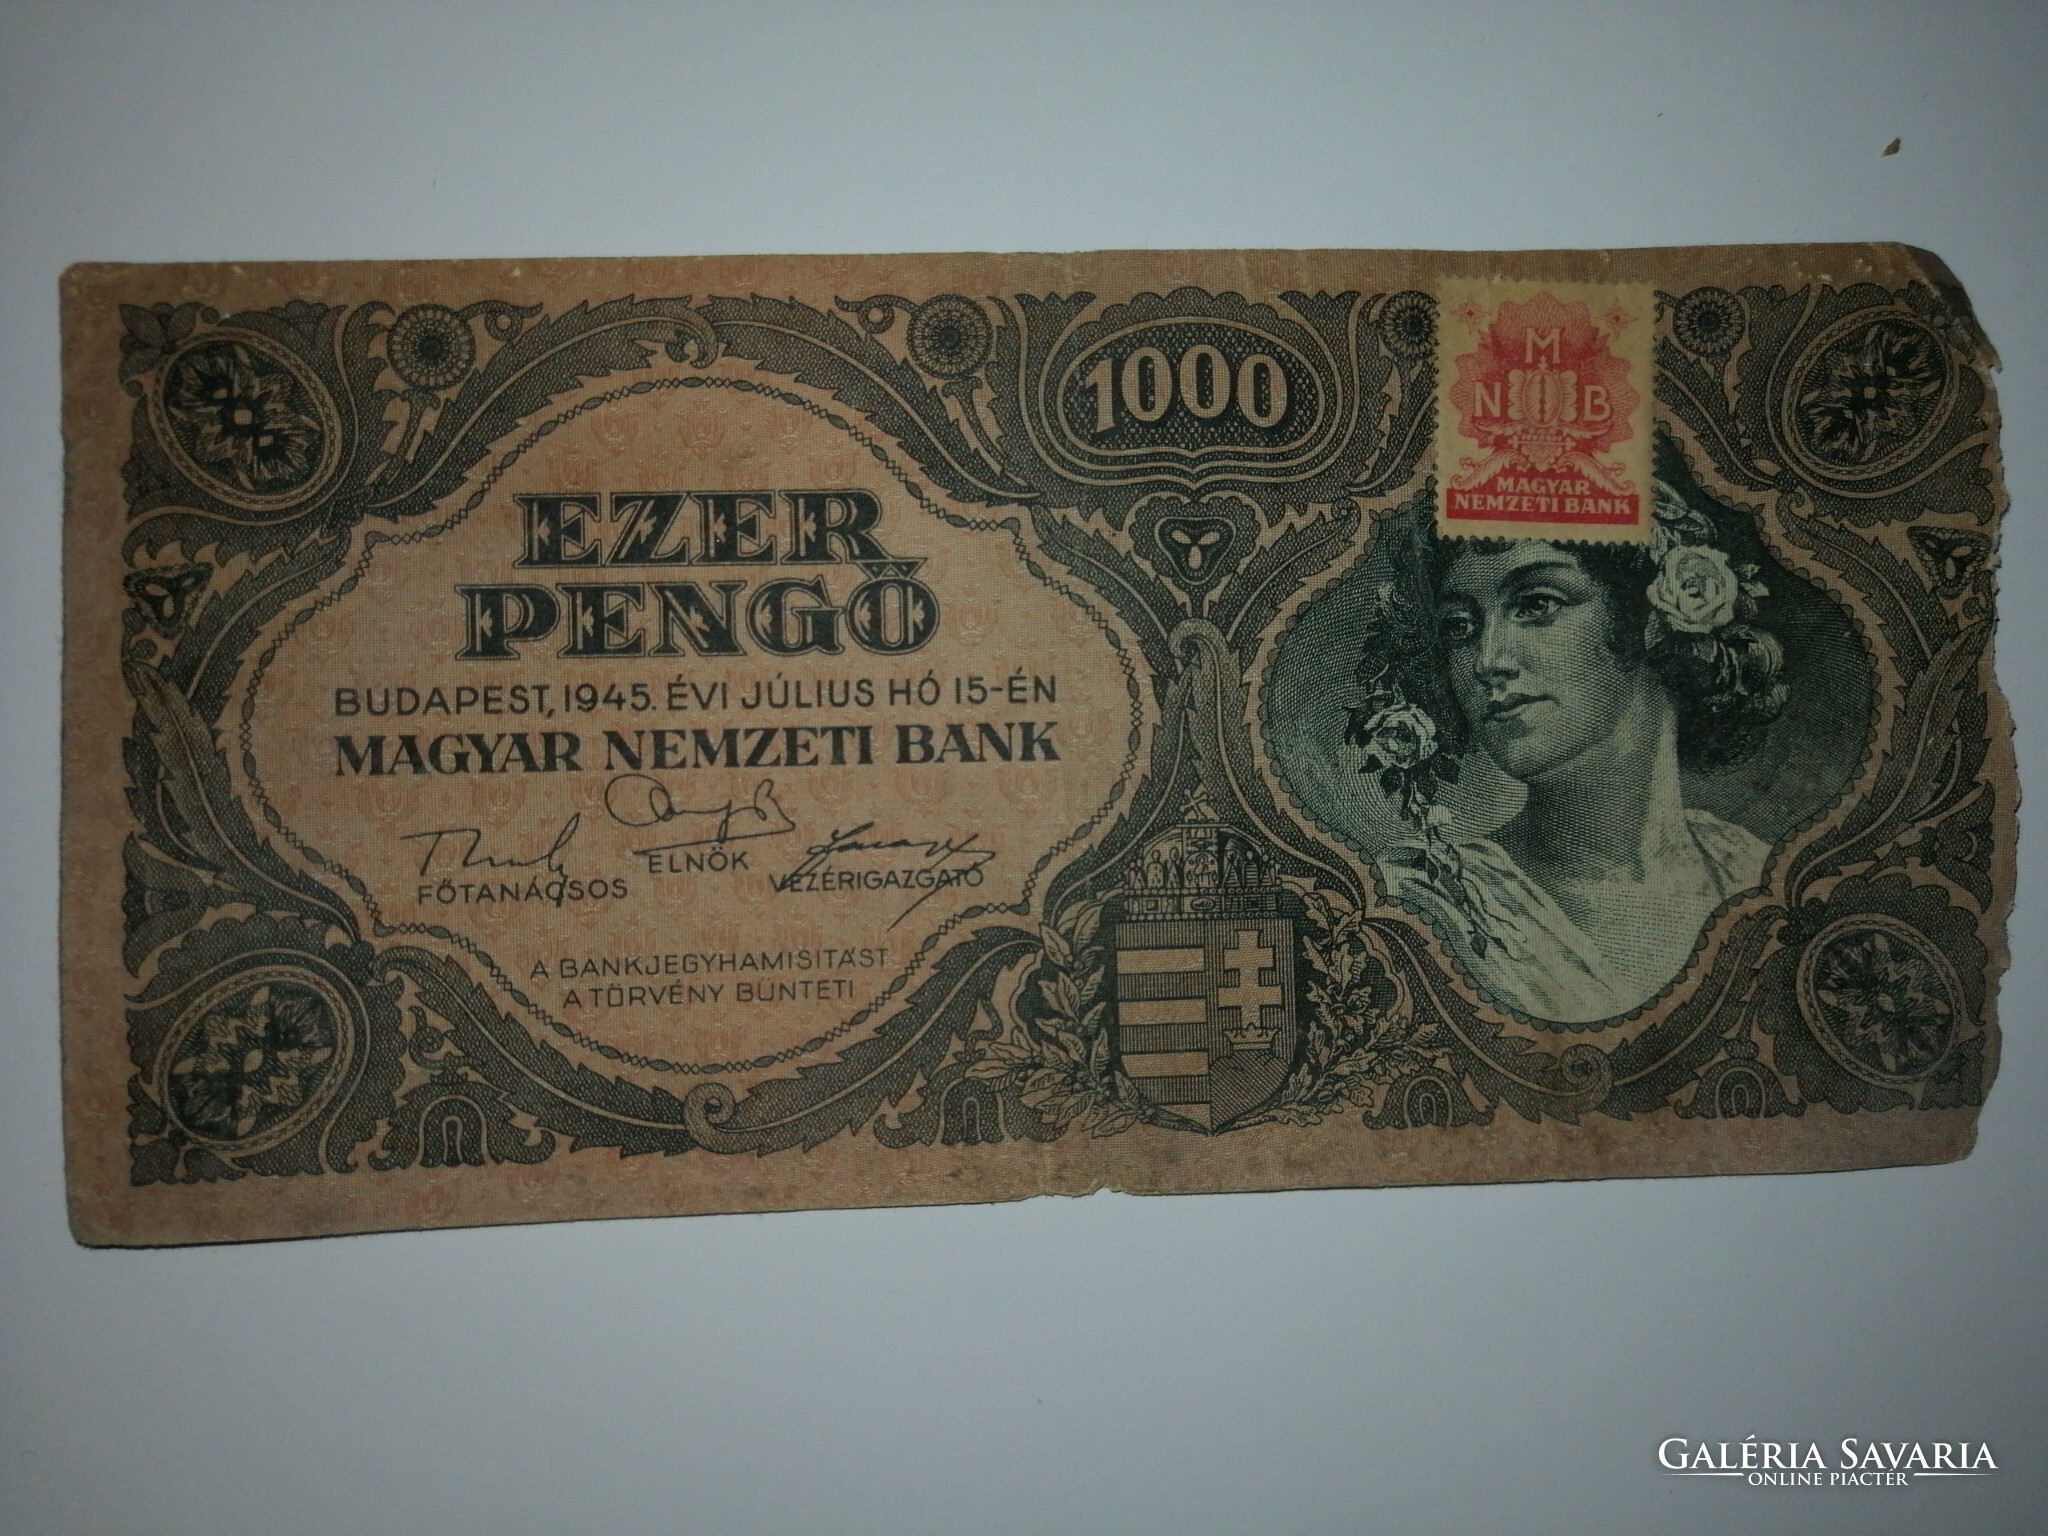 1000
M
N B
MAGYAR
NEMZETI BANK
EZER
PENGŐ
BUDAPEST, 1945. ÉVI JÚLIUS HÓ 15-ÉN
MAGYAR NEMZETI BANK
FŐTANÁCSOS
ELNÖK
VEZÉRIGAZGATÓ
A BANKJEGYHAMISITÁST
A TÖRVÉNY BÜNTETI
GALÉRIA SAVARIA
ONLINE PIACTÉR